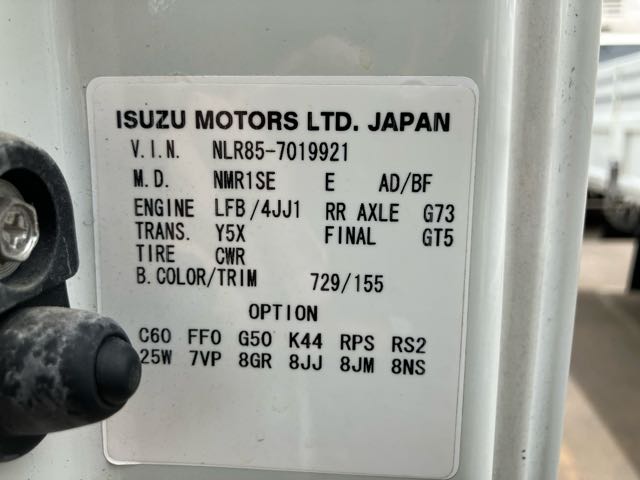 ISUZU MOTORS LTD. JAPAN
V.I.N. NLR85-7019921
M.D. NMR1SE E AD/BF
ENGINE LFB/4JJ1 RR AXLE G73
TRANS. Y5X FINAL GT5
TIRE CWR
B.COLOR/TRIM 729/155
OPTION
C60 FF0 G50 K44 RPS RS2
25W 7VP 8GR 8JJ 8JM 8NS